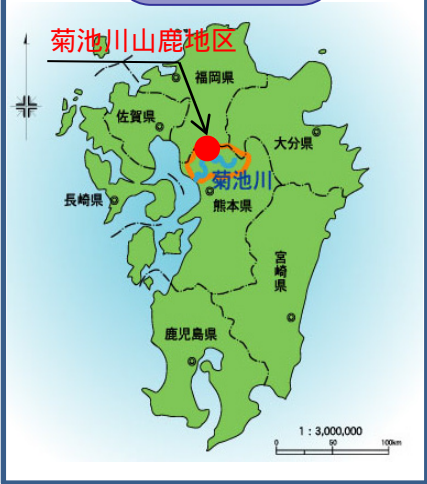 菊池川山鹿地区
福岡県
佐賀県
大分県
菊池川
長崎県
熊本県
宮崎県
鹿児島県
1：3,000,000
0 50 100km